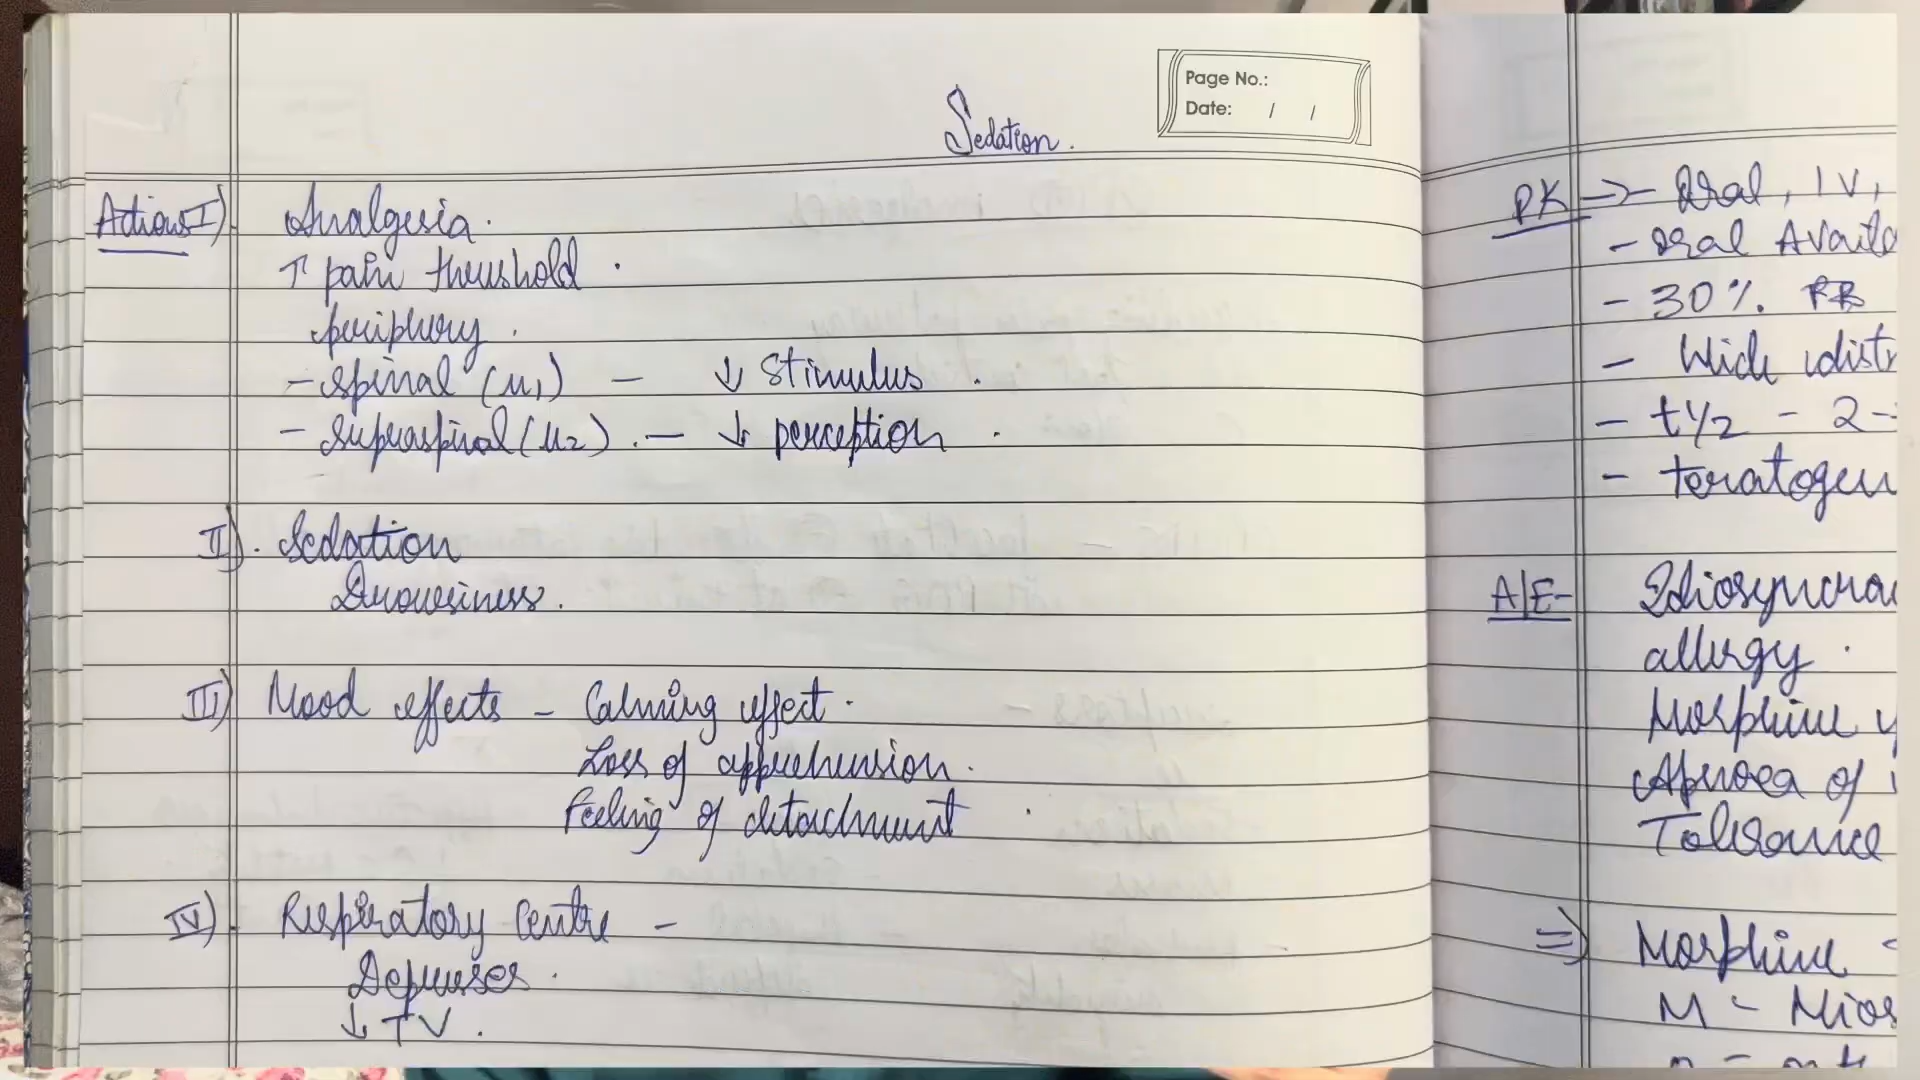 Page No.:
Date: / /
Sedation.
Actions I) Analgesia.
↑ pain threshold.
periphery.
- spinal (μ1) - ↓ stimulus.
- supraspinal (μ2). - ↓ perception.
II). Sedation
Drowsiness.
III) Mood effects - Calming effect.
Loss of apprehension.
feeling of detachment.
IV). Respiratory Centre -
Depresses.
↓ TV.
PK => - Oral, IV,
- oral Availa
- 30% PB
- Wide distr
- t1/2 - 2-
- teratogen
A/E- Idiosyncra
allergy.
Morphine
Apnoea of
Tolerance
=> Morphine -
M - Mios